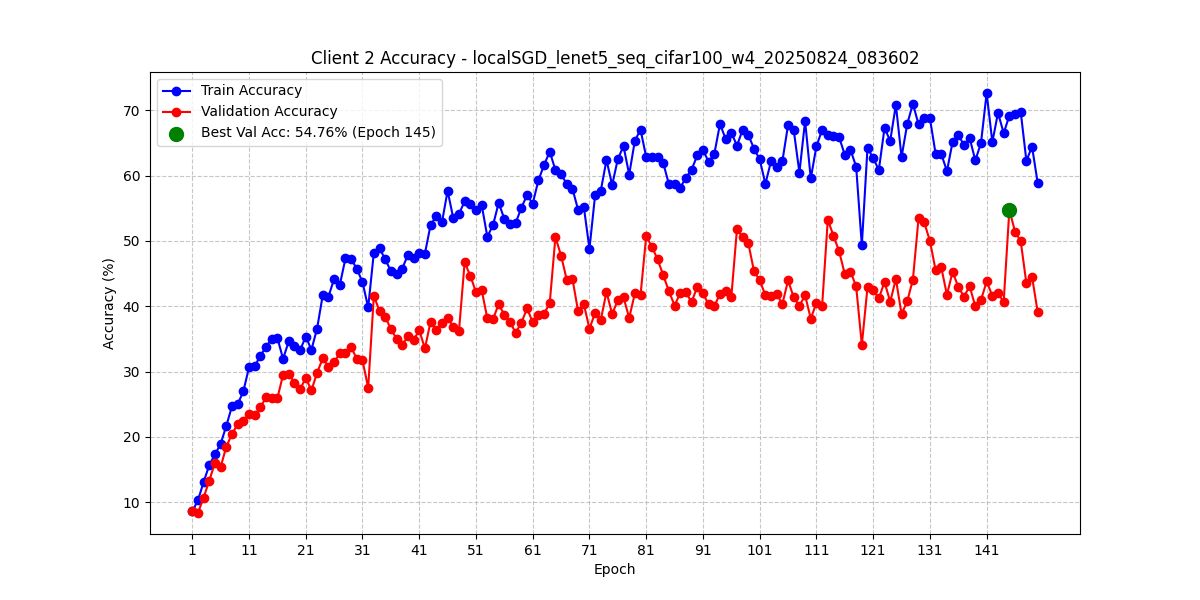 Client 2 Accuracy - localSGD_lenet5_seq_cifar100_w4_20250824_083602
Train Accuracy
Validation Accuracy
Best Val Acc: 54.76% (Epoch 145)
Accuracy (%)
70
60
50
40
30
20
10
1 11 21 31 41 51 61 71 81 91 101 111 121 131 141
Epoch